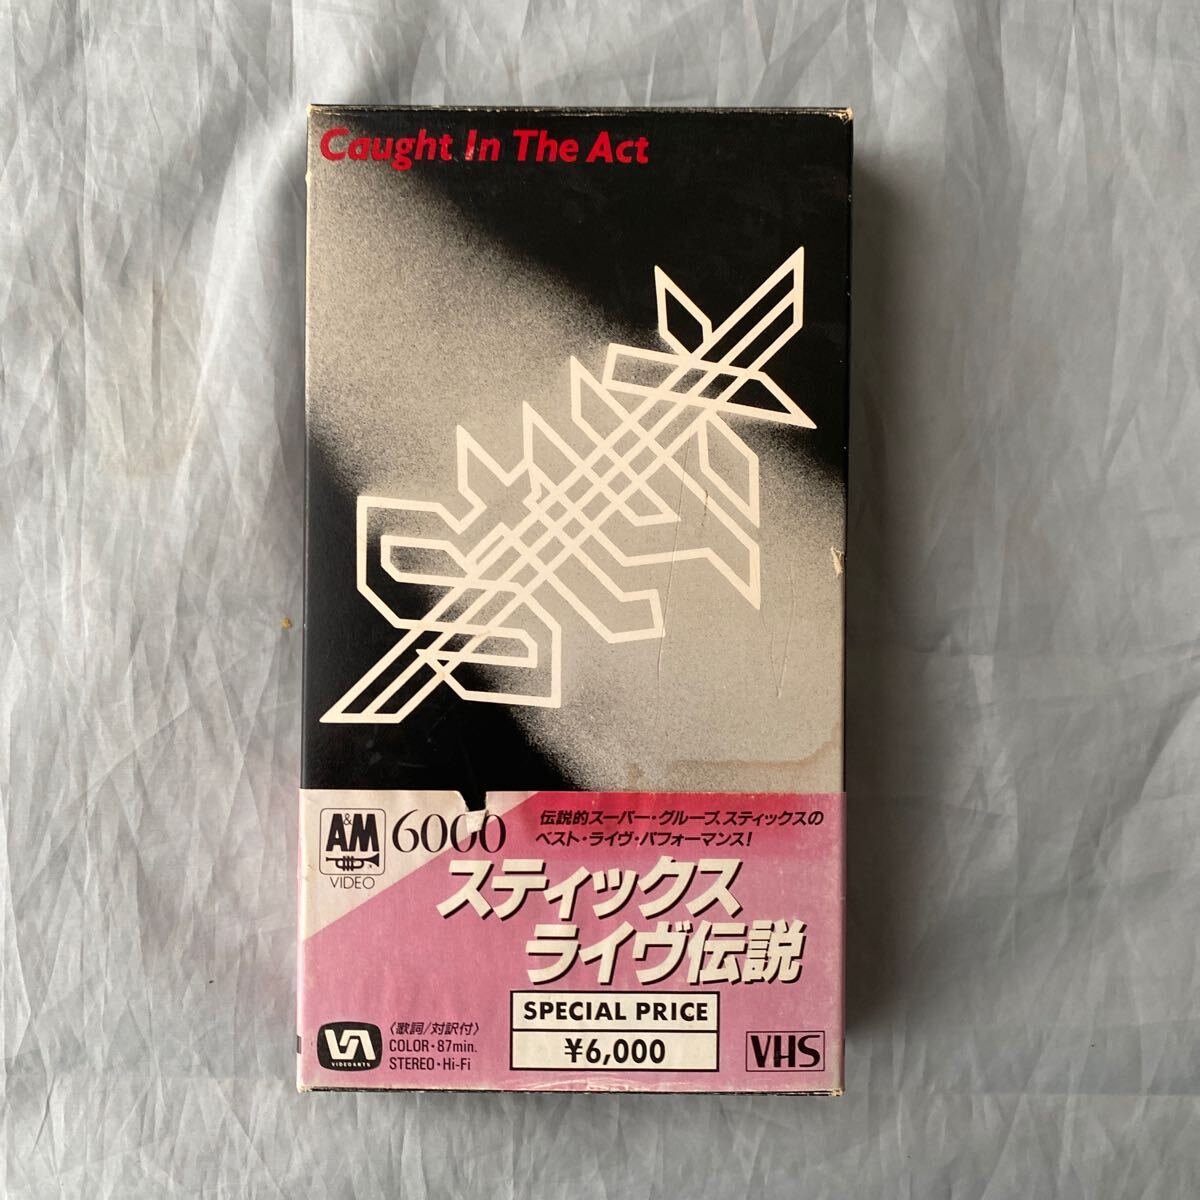 Caught In The Act
STYX
A&M
VIDEO
6000
伝説的スーパー・グループ、スティックスの
ベスト・ライヴ・パフォーマンス!
スティックス
ライヴ伝説
SPECIAL PRICE
¥6,000
VA
VIDEOARTS
〈歌詞/対訳付〉
COLOR・87min.
STEREO・Hi-Fi
VHS